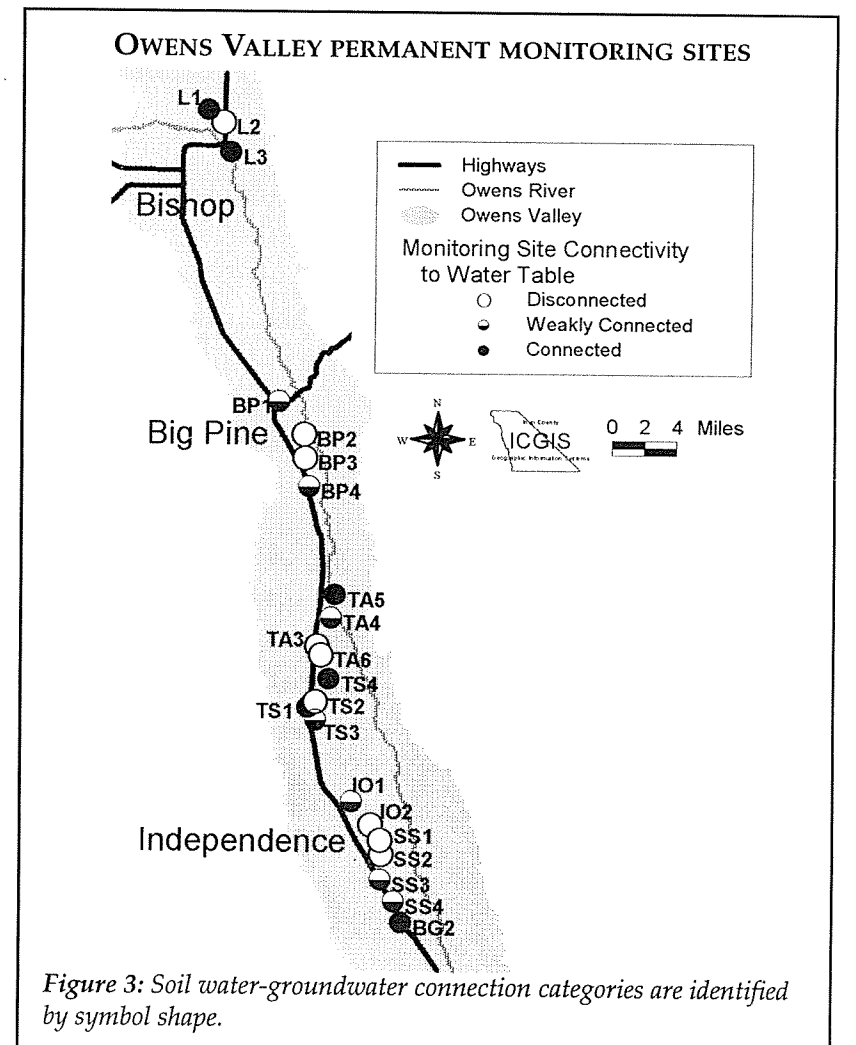 OWENS VALLEY PERMANENT MONITORING SITES
L1
L2
L3
Bishop
Highways
Owens River
Owens Valley
Monitoring Site Connectivity
to Water Table
Disconnected
Weakly Connected
Connected
BP1
Big Pine
BP2
BP3
BP4
N
W
E
S
ICGIS
Geographic Information Systems
0 2 4 Miles
TA5
TA4
TA3
TA6
TS4
TS1
TS2
TS3
IO1
IO2
Independence
SS1
SS2
SS3
SS4
BG2
Figure 3: Soil water-groundwater connection categories are identified
by symbol shape.